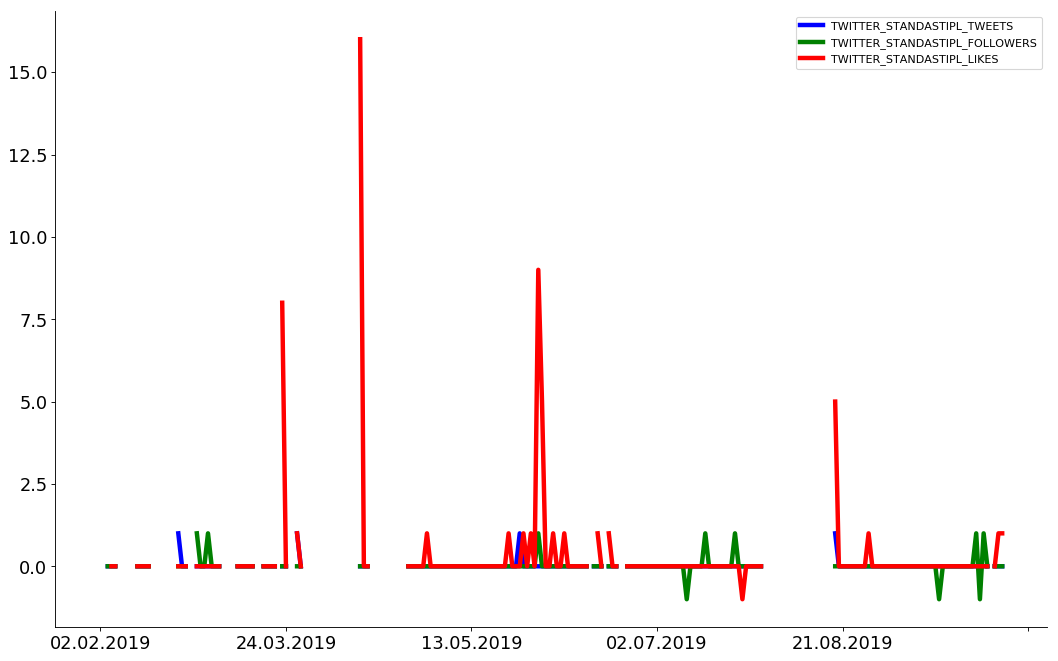 TWITTER_STANDASTIPL_TWEETS
TWITTER_STANDASTIPL_FOLLOWERS
TWITTER_STANDASTIPL_LIKES
15.0
12.5
10.0
7.5
5.0
2.5
0.0
02.02.2019 24.03.2019 13.05.2019 02.07.2019 21.08.2019